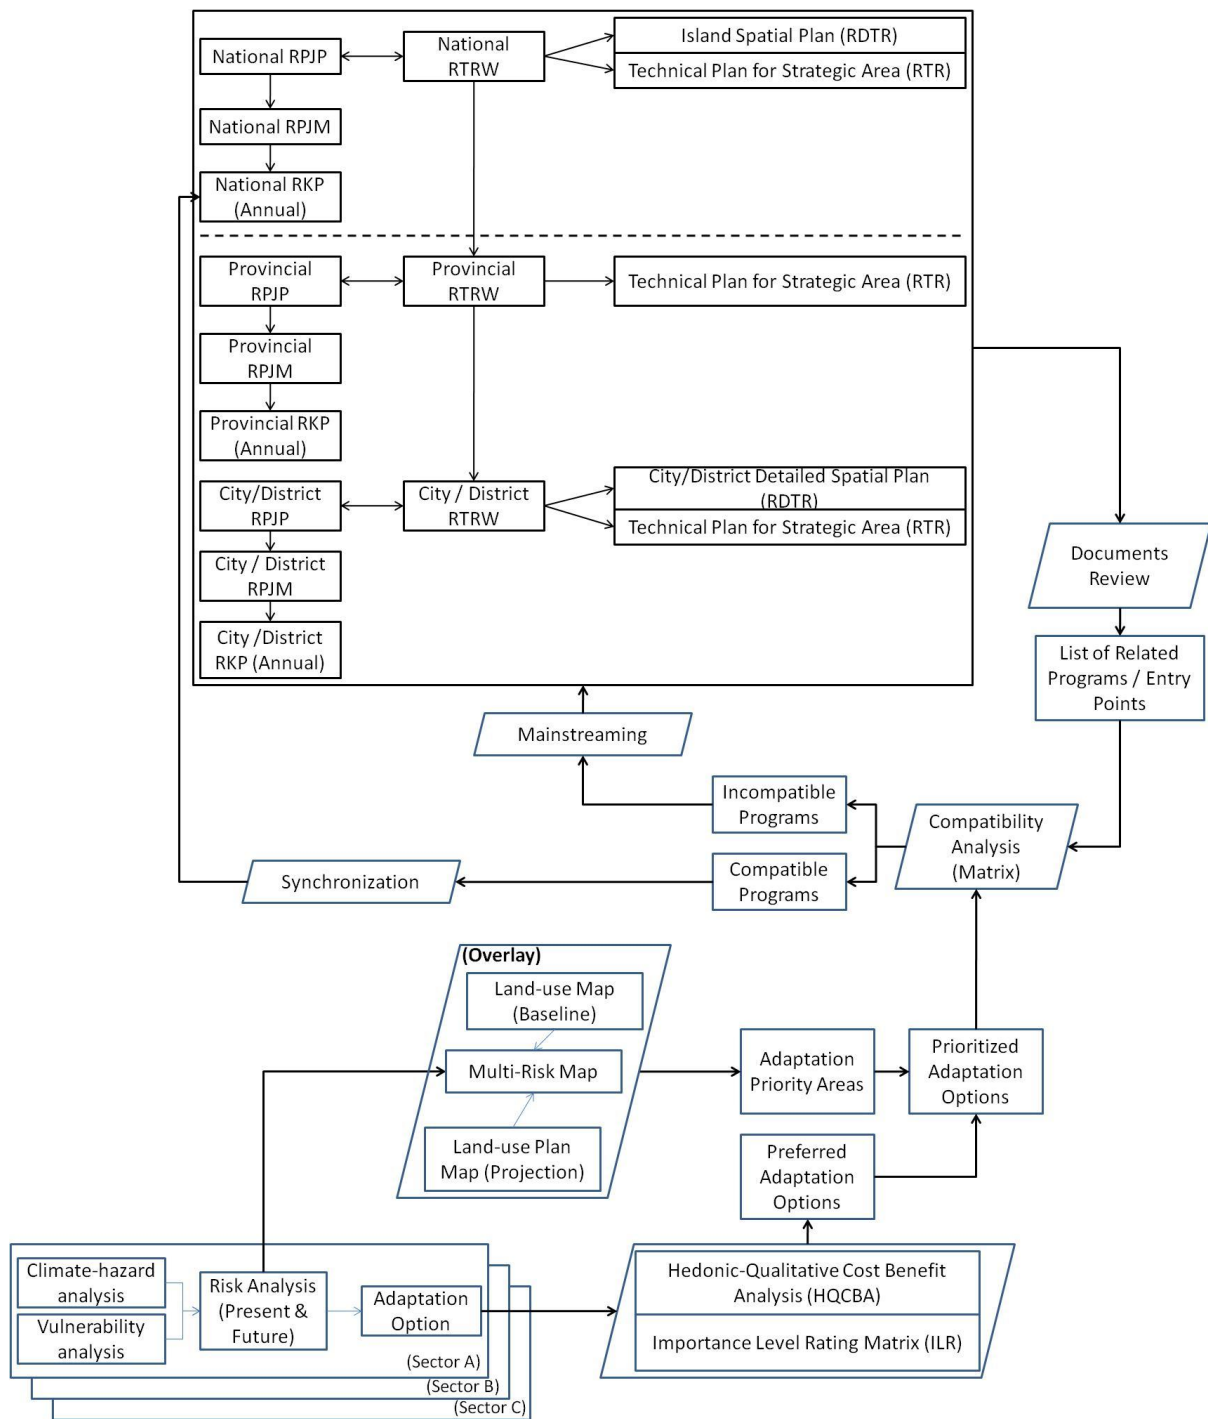 National RPJP
National
RTRW
Island Spatial Plan (RDTR)
Technical Plan for Strategic Area (RTR)
National RPJM
National RKP
(Annual)
Provincial
RPJP
Provincial
RTRW
Technical Plan for Strategic Area (RTR)
Provincial
RPJM
Provincial RKP
(Annual)
City/District
RPJP
City / District
RTRW
City/District Detailed Spatial Plan
(RDTR)
Technical Plan for Strategic Area (RTR)
City / District
RPJM
City /District
RKP (Annual)
Documents
Review
List of Related
Programs / Entry
Points
Mainstreaming
Incompatible
Programs
Compatibility
Analysis
(Matrix)
Synchronization
Compatible
Programs
(Overlay)
Land-use Map
(Baseline)
Multi-Risk Map
Land-use Plan
Map (Projection)
Adaptation
Priority Areas
Prioritized
Adaptation
Options
Preferred
Adaptation
Options
Climate-hazard
analysis
Vulnerability
analysis
Risk Analysis
(Present &
Future)
Adaptation
Option
(Sector A)
(Sector B)
(Sector C)
Hedonic-Qualitative Cost Benefit
Analysis (HQCBA)
Importance Level Rating Matrix (ILR)